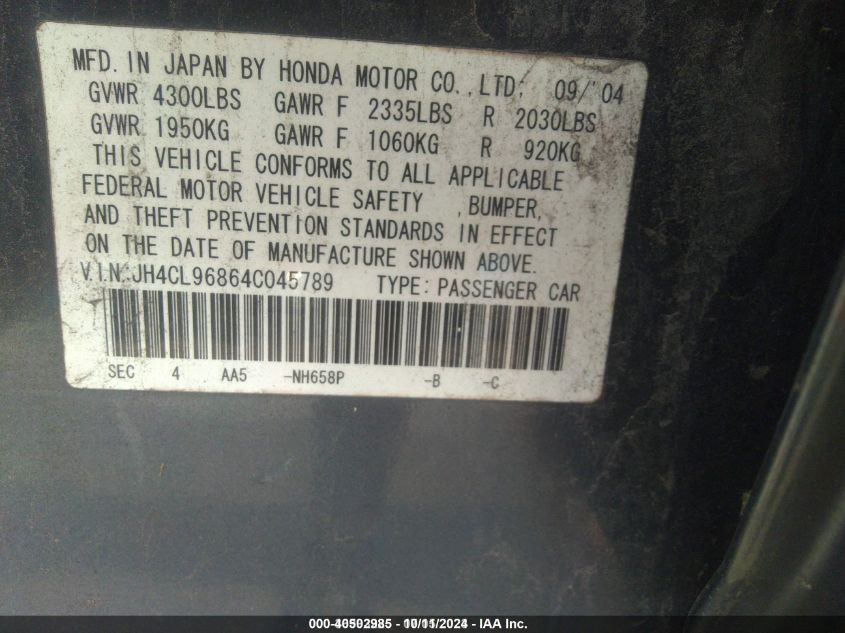 MFD. IN JAPAN BY HONDA MOTOR CO., LTD; 09/'04
GVWR 4300LBS GAWR F 2335LBS R 2030LBS
GVWR 1950KG GAWR F 1060KG R 920KG
THIS VEHICLE CONFORMS TO ALL APPLICABLE
FEDERAL MOTOR VEHICLE SAFETY , BUMPER,
AND THEFT PREVENTION STANDARDS IN EFFECT
ON THE DATE OF MANUFACTURE SHOWN ABOVE.
V.I.N.:JH4CL96864C045789 TYPE: PASSENGER CAR
SEC 4 AA5 -NH658P -B -C
000-40502985 - 10/11/2024 - IAA Inc.